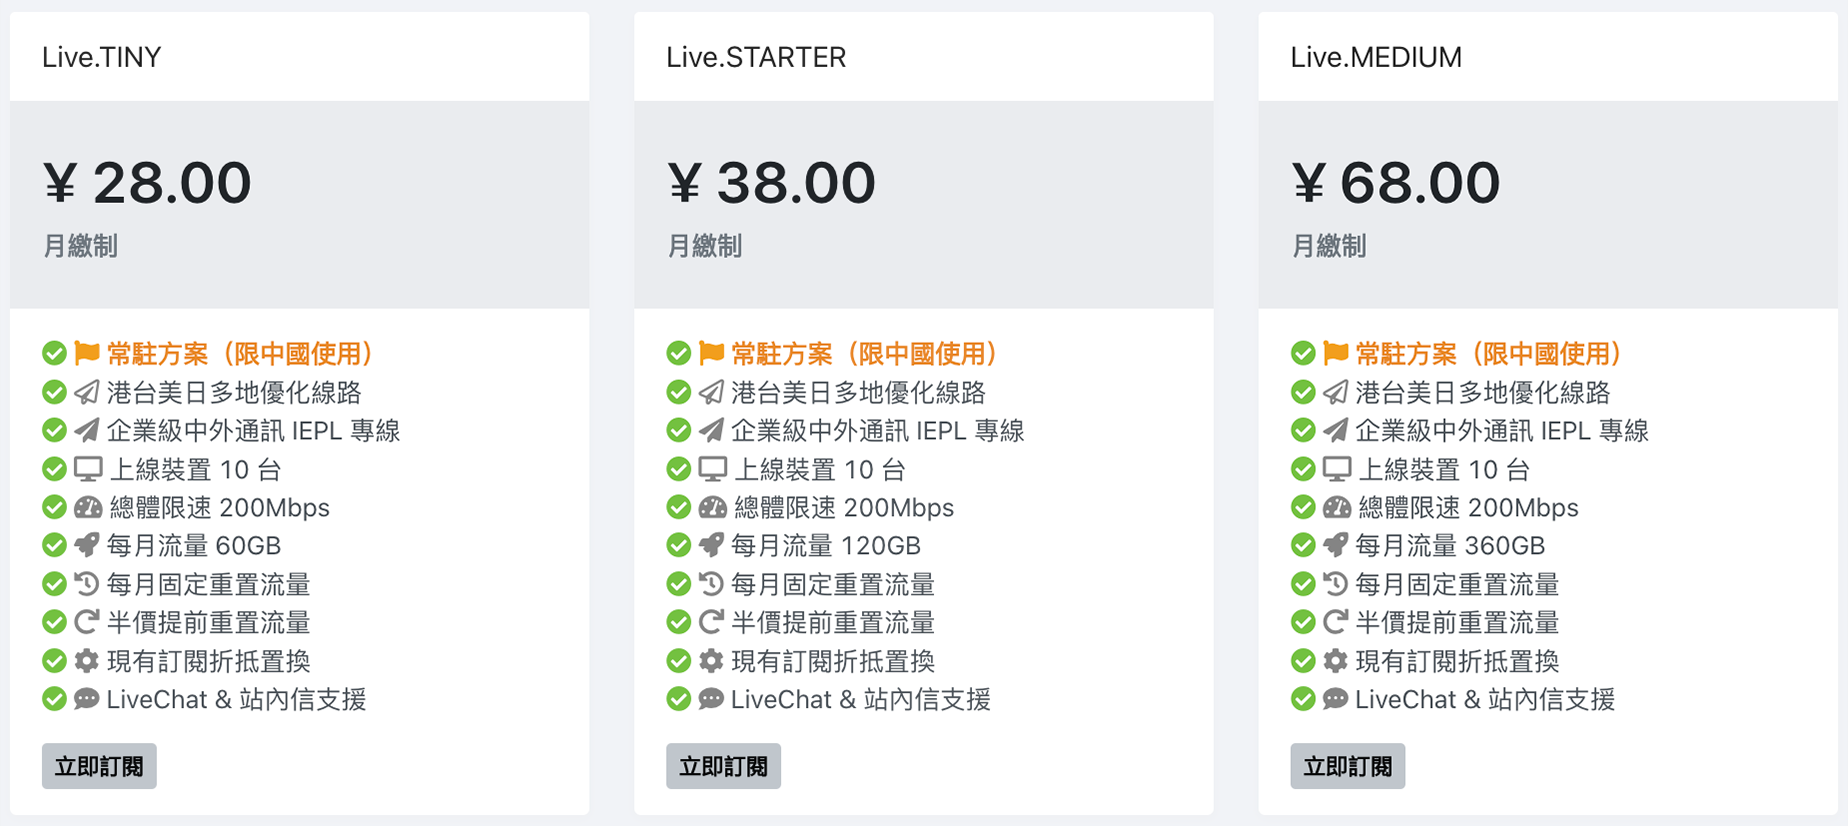 Live.TINY
¥ 28.00
月繳制
常駐方案（限中國使用）
港台美日多地優化線路
企業級中外通訊 IEPL 專線
上線裝置 10 台
總體限速 200Mbps
每月流量 60GB
每月固定重置流量
半價提前重置流量
現有訂閱折抵置換
LiveChat & 站內信支援
立即訂閱
Live.STARTER
¥ 38.00
月繳制
常駐方案（限中國使用）
港台美日多地優化線路
企業級中外通訊 IEPL 專線
上線裝置 10 台
總體限速 200Mbps
每月流量 120GB
每月固定重置流量
半價提前重置流量
現有訂閱折抵置換
LiveChat & 站內信支援
立即訂閱
Live.MEDIUM
¥ 68.00
月繳制
常駐方案（限中國使用）
港台美日多地優化線路
企業級中外通訊 IEPL 專線
上線裝置 10 台
總體限速 200Mbps
每月流量 360GB
每月固定重置流量
半價提前重置流量
現有訂閱折抵置換
LiveChat & 站內信支援
立即訂閱